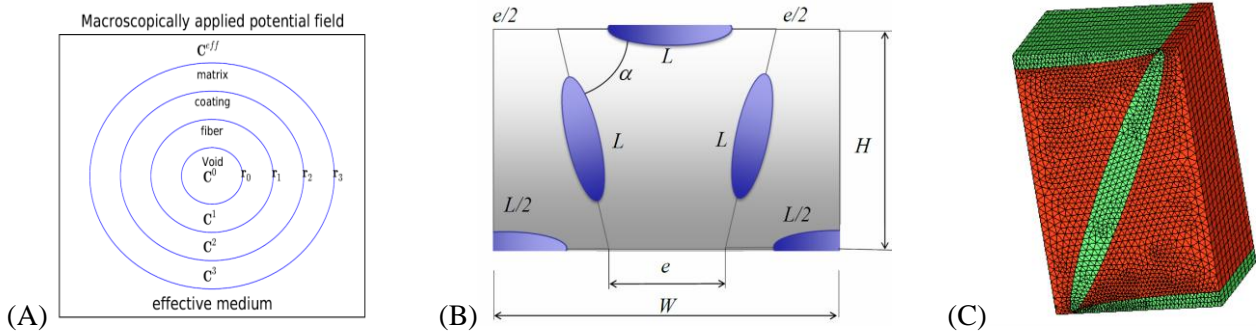 Macroscopically applied potential field
C^eff
matrix
coating
fiber
Void
C^0
r_0
r_1
r_2
r_3
C^1
C^2
C^3
effective medium
(A)
e/2
e/2
L
α
L
L
H
L/2
L/2
e
W
(B)
(C)